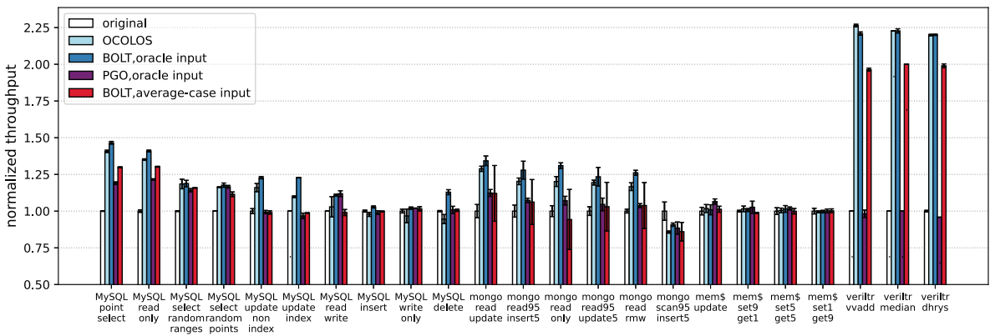 normalized throughput
2.25
2.00
1.75
1.50
1.25
1.00
0.75
0.50
original
OCOLOS
BOLT,oracle input
PGO,oracle input
BOLT,average-case input
MySQL
point
select
MySQL
read
only
MySQL
select
random
ranges
MySQL
select
random
points
MySQL
update
non
index
MySQL
update
index
MySQL
read
write
MySQL
insert
MySQL
write
only
MySQL
delete
mongo
read
update
mongo
read95
insert5
mongo
read
only
mongo
read95
update5
mongo
read
rmw
mongo
scan95
insert5
mem$
update
mem$
set9
get1
mem$
set5
get5
mem$
set1
get9
veriltr
vvadd
veriltr
median
veriltr
dhrys